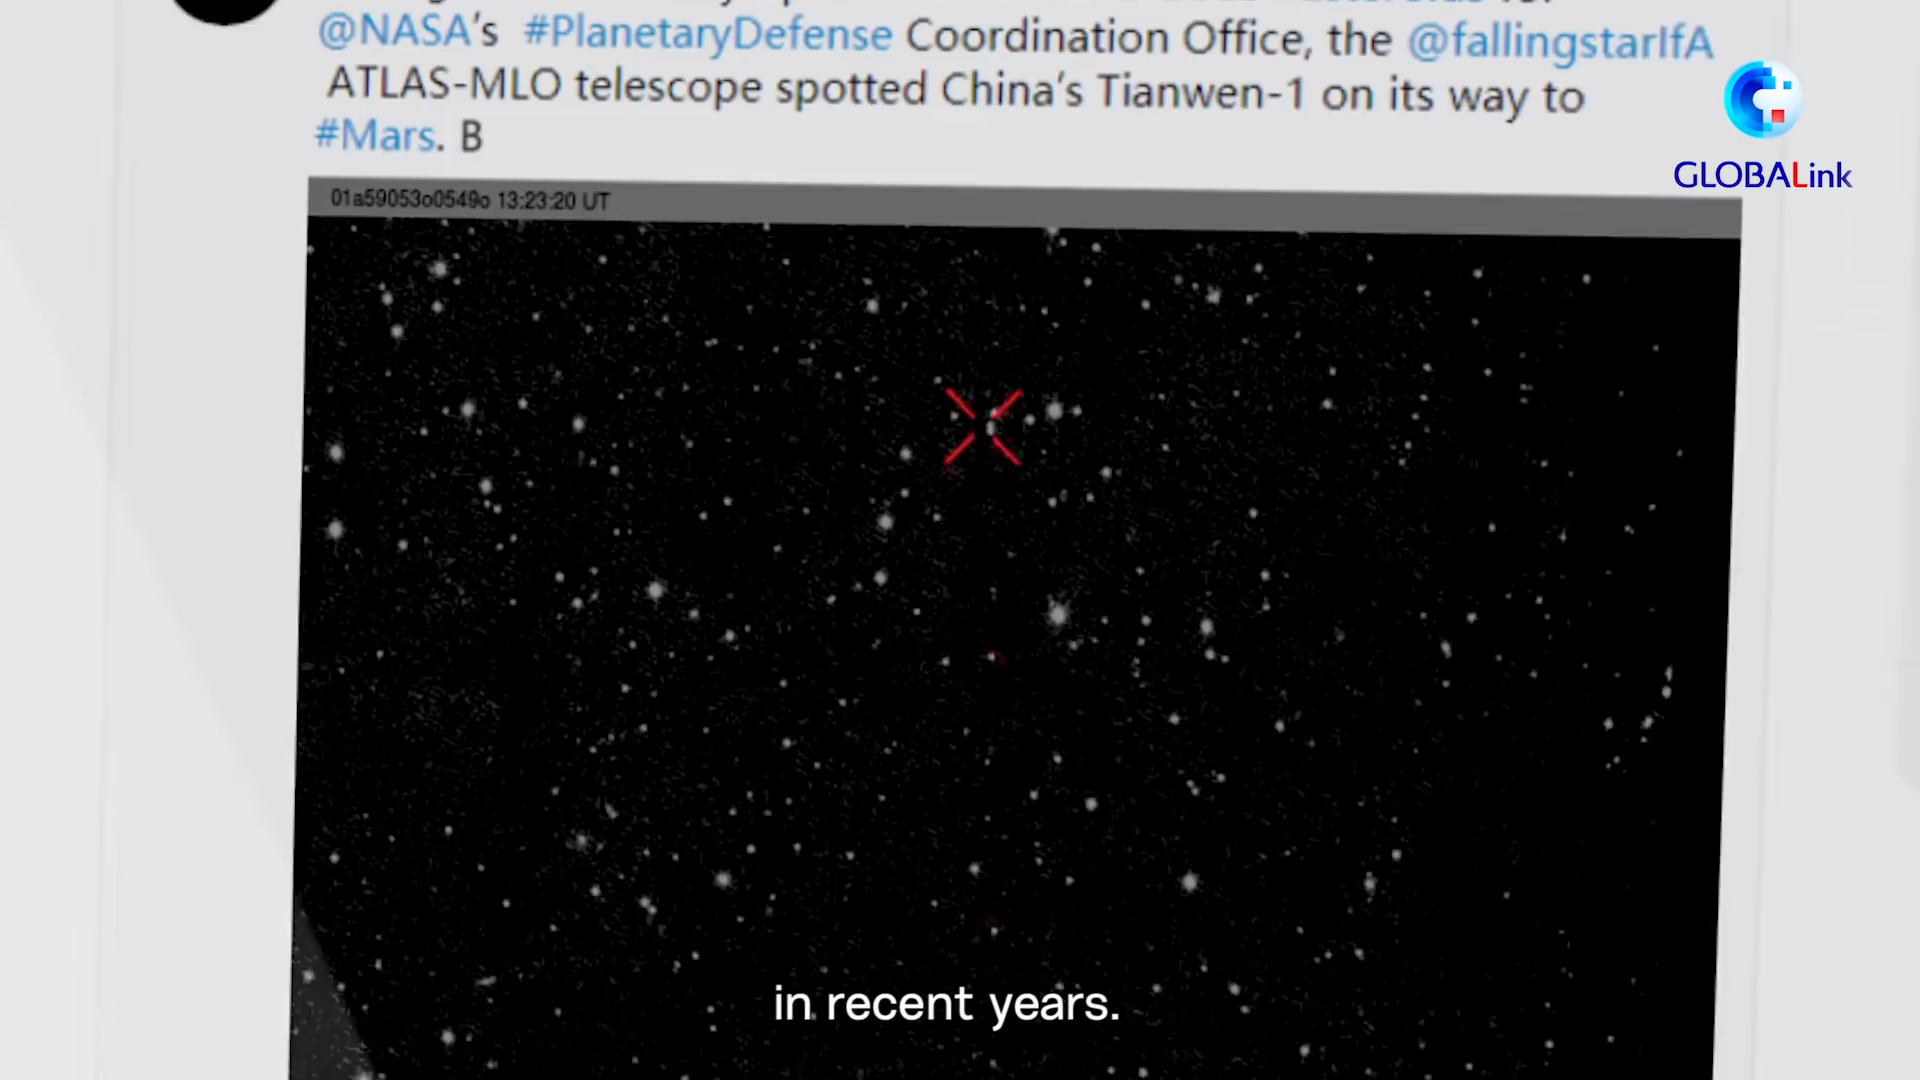 @NASA's #PlanetaryDefense Coordination Office, the @fallingstarIfA
ATLAS-MLO telescope spotted China's Tianwen-1 on its way to
#Mars. B
GLOBALink
01a59053o0549o 13:23:20 UT
in recent years.